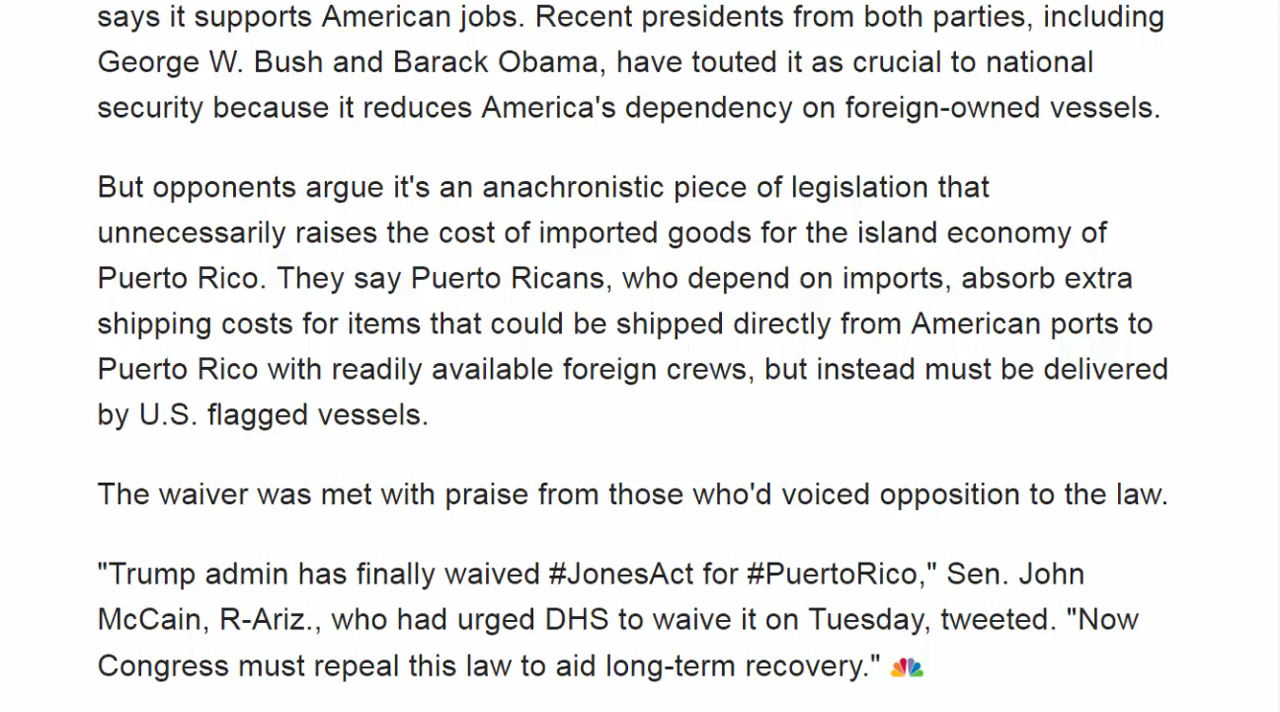 says it supports American jobs. Recent presidents from both parties, including
George W. Bush and Barack Obama, have touted it as crucial to national
security because it reduces America's dependency on foreign-owned vessels.
But opponents argue it's an anachronistic piece of legislation that
unnecessarily raises the cost of imported goods for the island economy of
Puerto Rico. They say Puerto Ricans, who depend on imports, absorb extra
shipping costs for items that could be shipped directly from American ports to
Puerto Rico with readily available foreign crews, but instead must be delivered
by U.S. flagged vessels.
The waiver was met with praise from those who'd voiced opposition to the law.
"Trump admin has finally waived #JonesAct for #PuertoRico," Sen. John
McCain, R-Ariz., who had urged DHS to waive it on Tuesday, tweeted. "Now
Congress must repeal this law to aid long-term recovery."